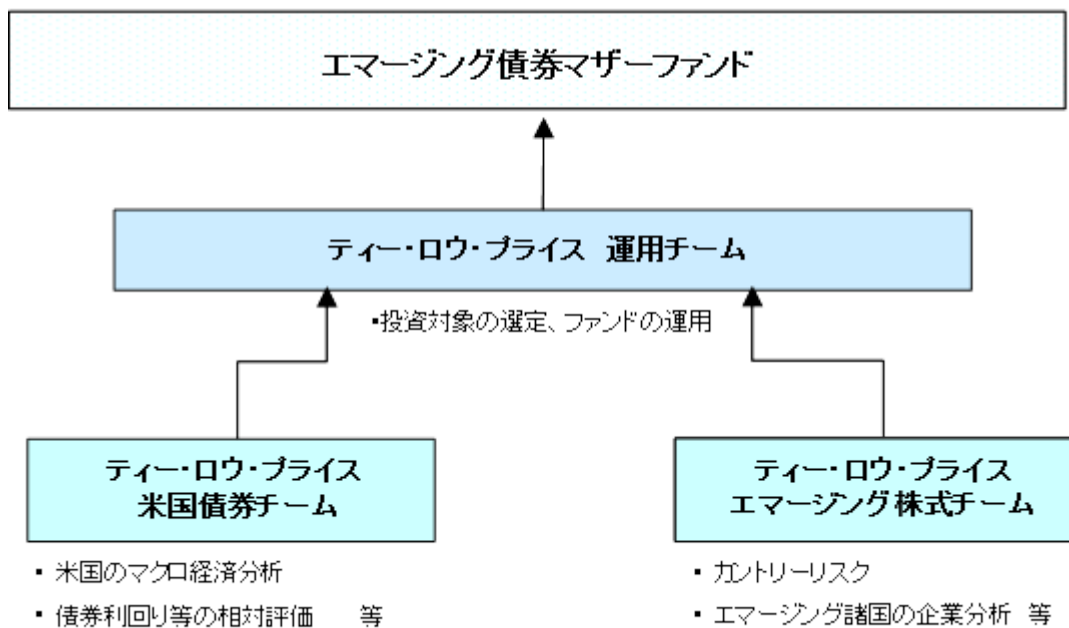 エマージング債券マザーファンド
ティー・ロウ・プライス 運用チーム
▪投資対象の選定、ファンドの運用
ティー・ロウ・プライス
米国債券チーム
ティー・ロウ・プライス
エマージング株式チーム
▪ 米国のマクロ経済分析
▪ 債券利回り等の相対評価 等
▪ カントリーリスク
▪ エマージング諸国の企業分析 等